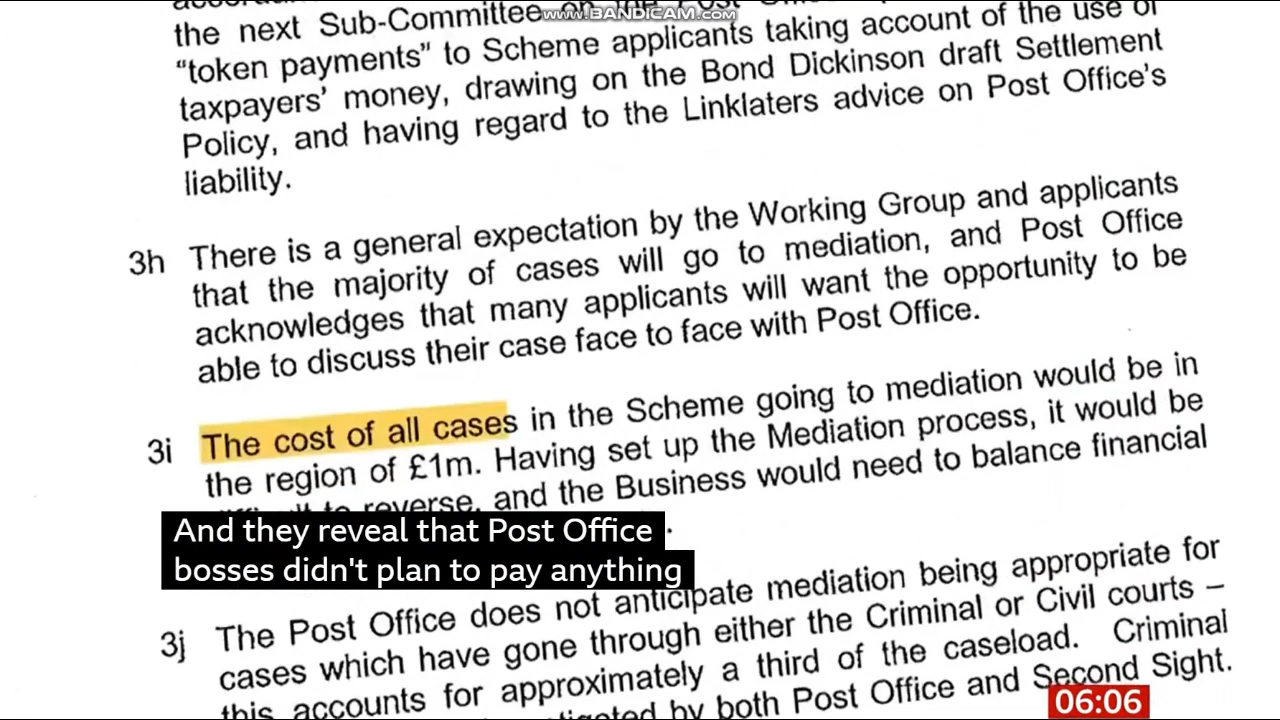 www.BANDICAM.com
the next Sub-Committee on the Post Office
"token payments" to Scheme applicants taking account of the use of
taxpayers' money, drawing on the Bond Dickinson draft Settlement
Policy, and having regard to the Linklaters advice on Post Office's
liability.
3h There is a general expectation by the Working Group and applicants
that the majority of cases will go to mediation, and Post Office
acknowledges that many applicants will want the opportunity to be
able to discuss their case face to face with Post Office.
3i The cost of all cases in the Scheme going to mediation would be in
the region of £1m. Having set up the Mediation process, it would be
to reverse, and the Business would need to balance financial
And they reveal that Post Office
bosses didn't plan to pay anything
3j The Post Office does not anticipate mediation being appropriate for
cases which have gone through either the Criminal or Civil courts –
this accounts for approximately a third of the caseload. Criminal
by both Post Office and Second Sight.
06:06